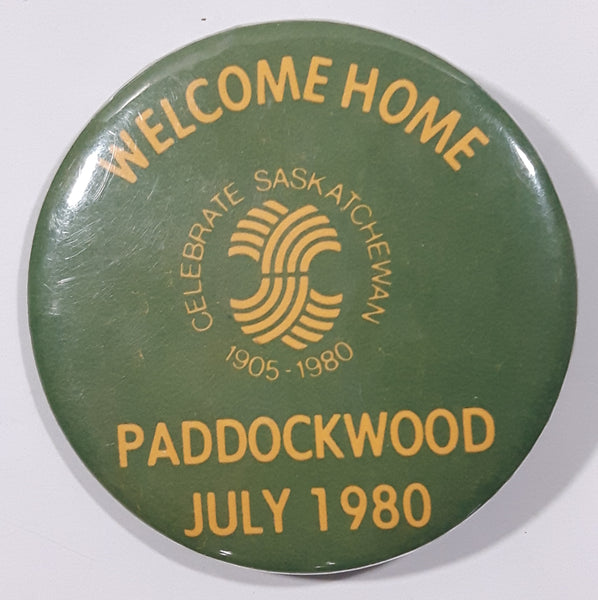 WELCOME HOME
CELEBRATE SASKATCHEWAN
1905-1980
PADDOCKWOOD
JULY 1980